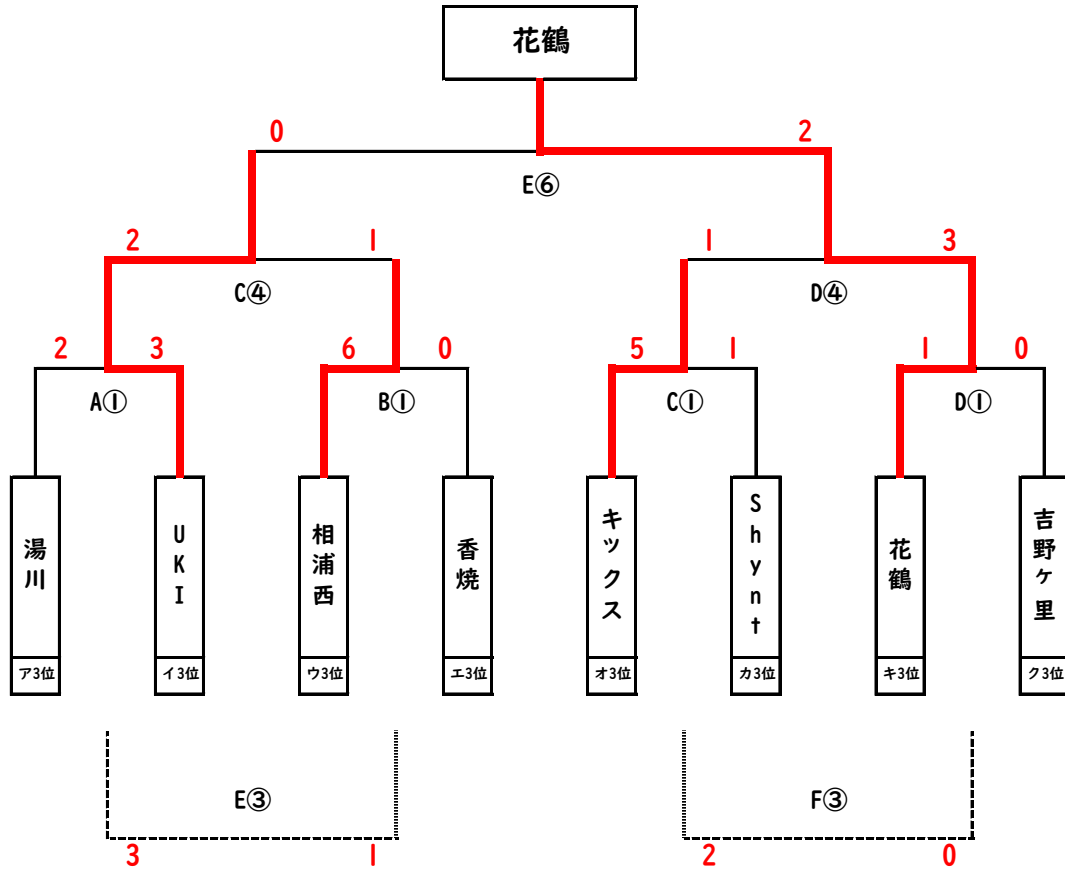 花鶴
0 2
E⑥
2 1 1 3
C④ D④
2 3 6 0 5 1 1 0
A① B① C① D①
湯川
UKI
相浦西
香焼
キックス
Shynt
花鶴
吉野ヶ里
ア3位 イ3位 ウ3位 エ3位 オ3位 カ3位 キ3位 ク3位
E③ F③
3 1 2 0